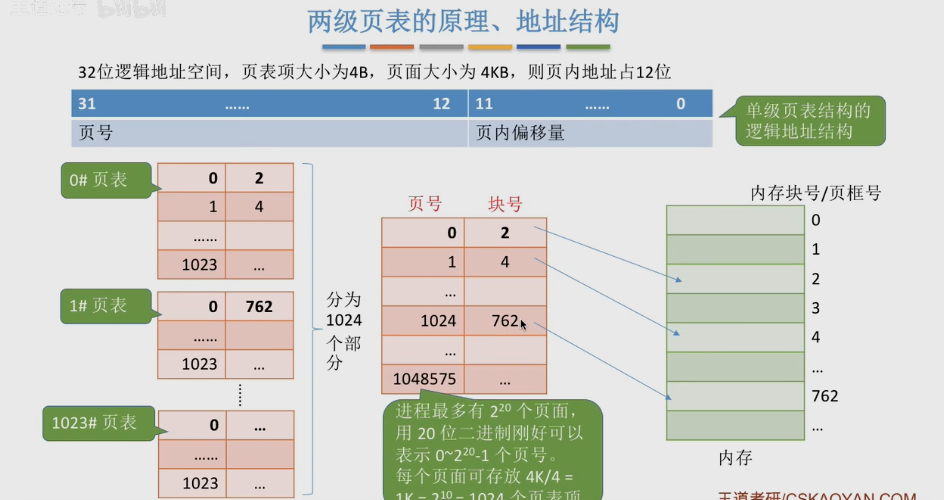 两级页表的原理、地址结构
32位逻辑地址空间，页表项大小为4B，页面大小为 4KB，则页内地址占12位
31 …… 12 11 …… 0
页号 页内偏移量
单级页表结构的
逻辑地址结构
0# 页表
0 2
1 4
……
1023 …
1# 页表
0 762
……
1023 …
1023# 页表
0 …
……
1023 …
分为
1024
个部
分
页号 块号
0 2
1 4
…
1024 762
…
1048575 …
进程最多有 2²⁰ 个页面，
用 20 位二进制刚好可以
表示 0~2²⁰-1 个页号。
每个页面可存放 4K/4 =
1K = 2¹⁰ = 1024 个页表项
内存块号/页框号
0
1
2
3
4
…
762
…
内存
王道考研/CSKAOYAN.COM